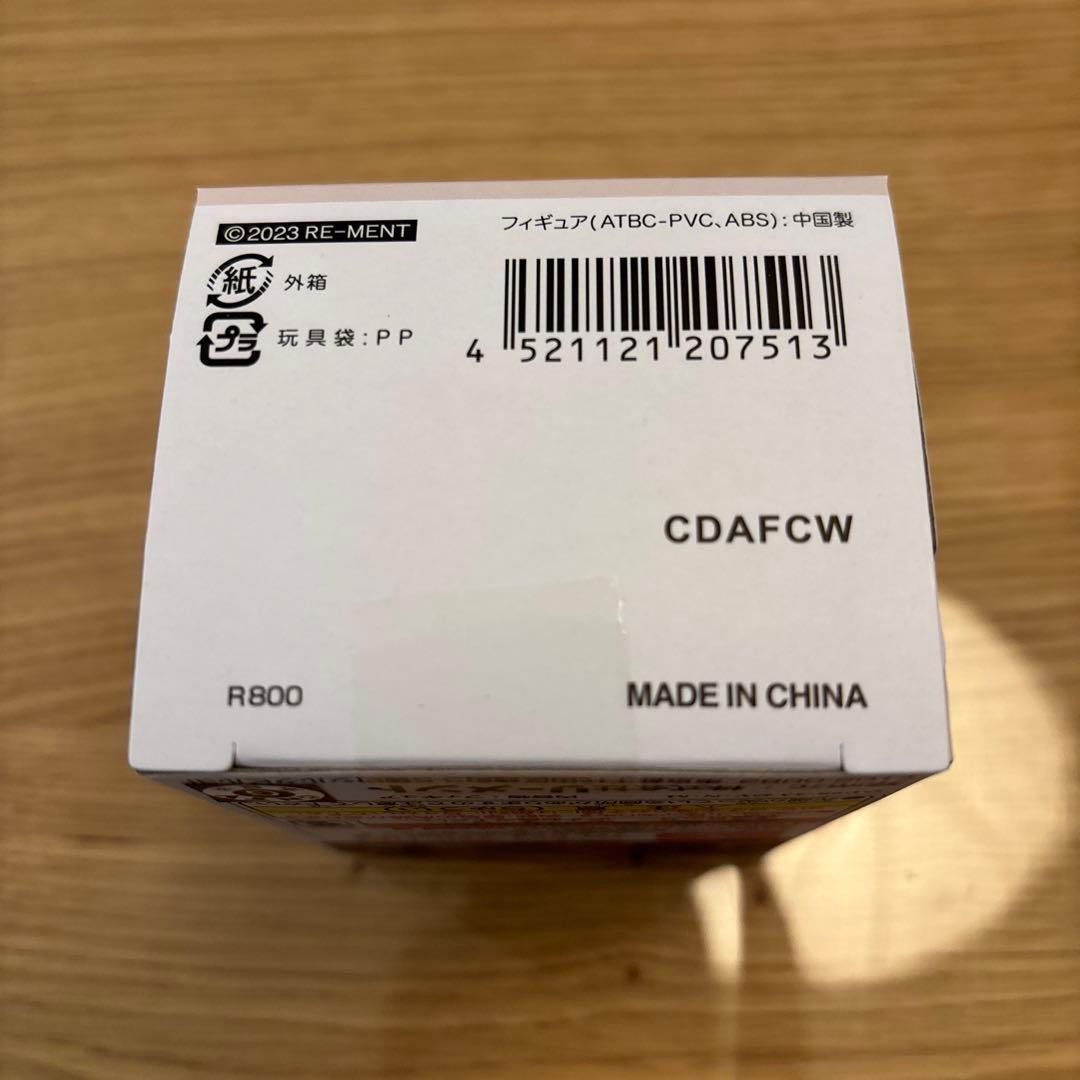 ©2023 RE-MENT
フィギュア(ATBC-PVC、ABS):中国製
紙 外箱
プラ 玩具袋:PP
4 521121 207513
CDAFCW
R800
MADE IN CHINA